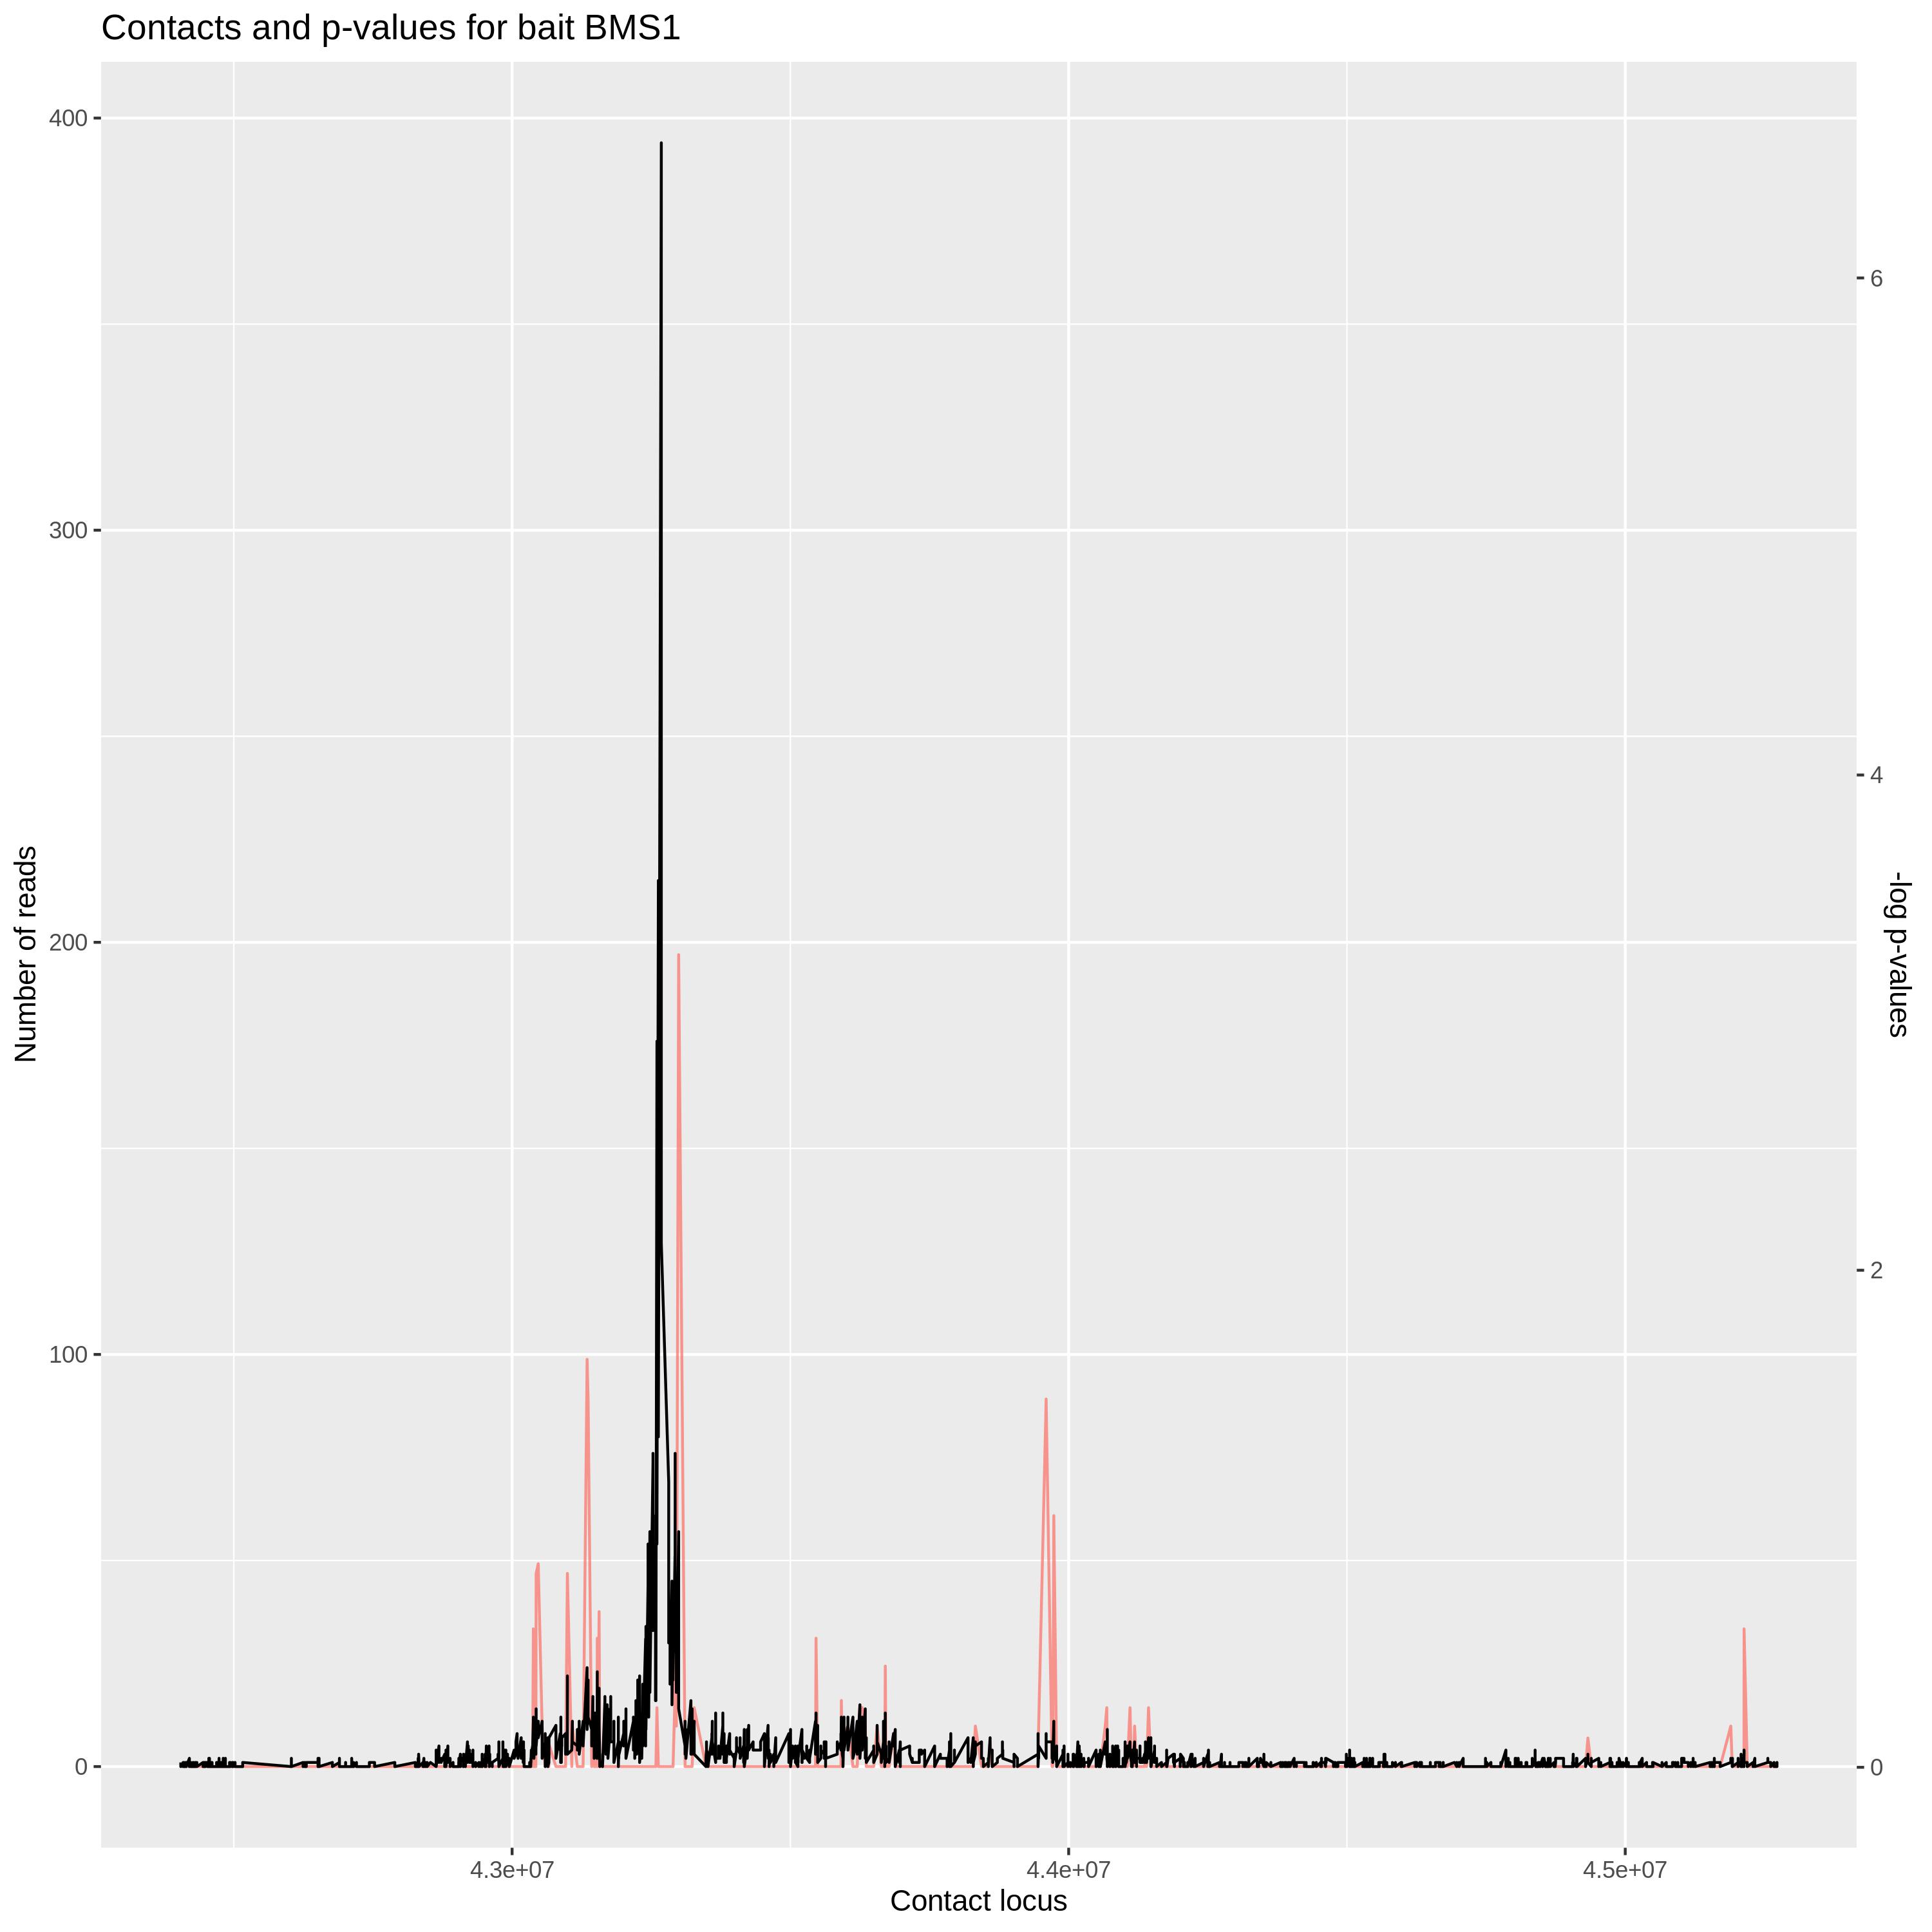 Contacts and p-values for bait BMS1
400
300
200
100
0
Number of reads
6
4
2
0
-log p-values
4.3e+07
4.4e+07
4.5e+07
Contact locus